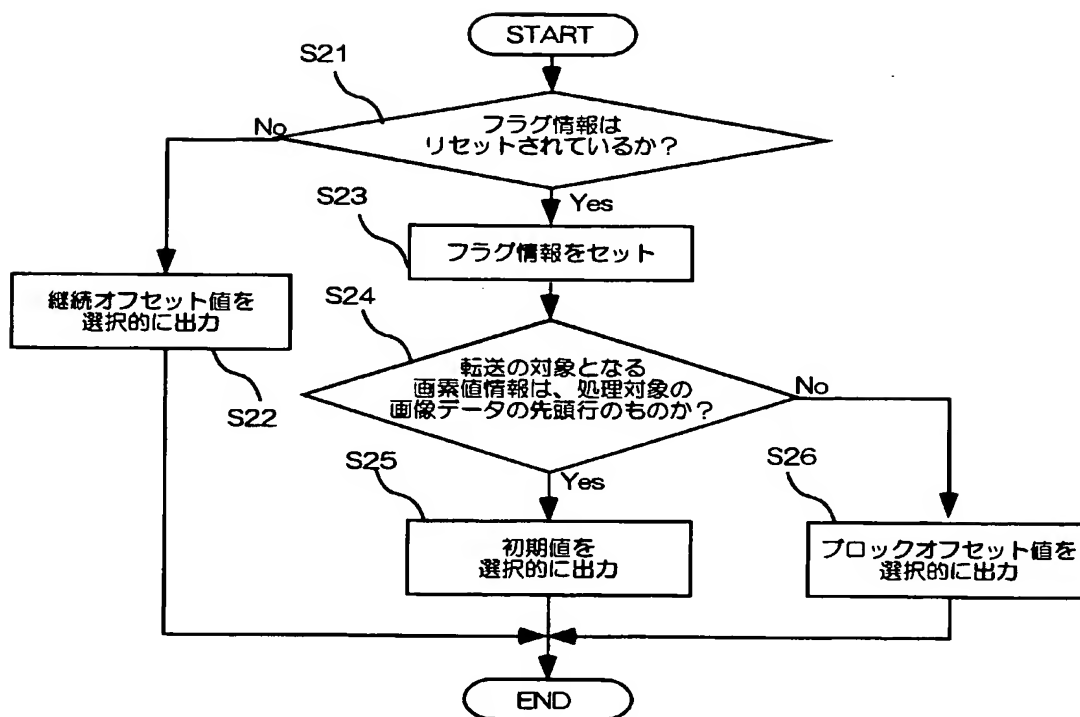 START
S21
フラグ情報は
リセットされているか？
No
Yes
S23
フラグ情報をセット
継続オフセット値を
選択的に出力
S22
S24
転送の対象となる
画素値情報は、処理対象の
画像データの先頭行のものか？
No
Yes
S25
初期値を
選択的に出力
S26
ブロックオフセット値を
選択的に出力
END